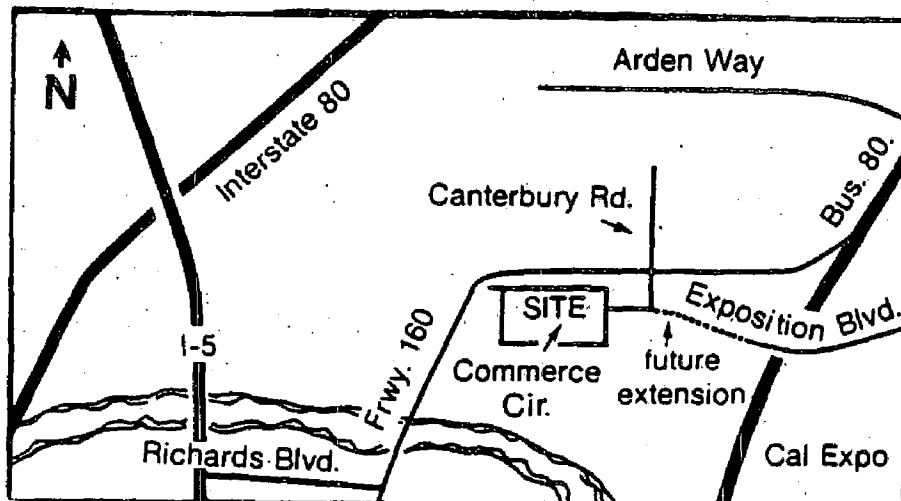 N
Interstate 80
Arden Way
Canterbury Rd.
Bus. 80.
I-5
Frwy. 160
SITE
Commerce
Cir.
Exposition Blvd.
future
extension
Richards Blvd.
Cal Expo